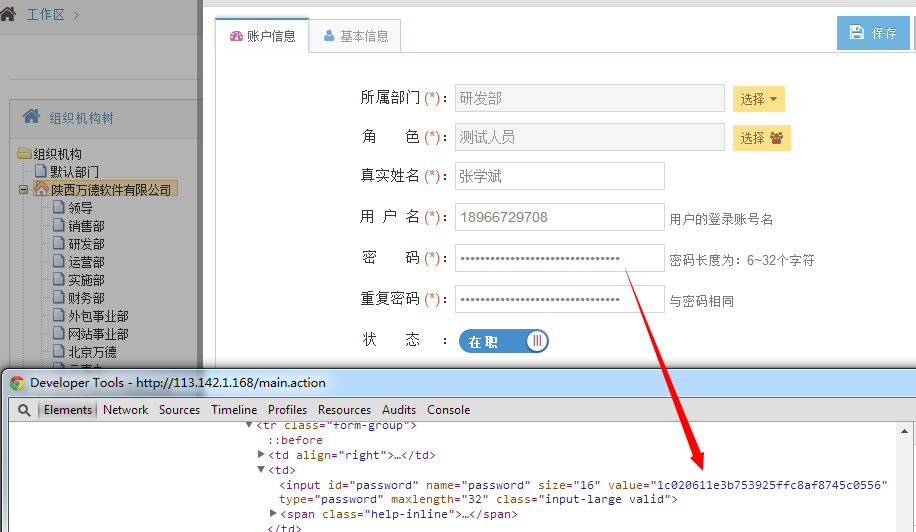 工作区
账户信息
基本信息
保存
组织机构树
组织机构
默认部门
陕西万德软件有限公司
领导
销售部
研发部
运营部
实施部
财务部
外包事业部
网站事业部
北京万德
所属部门(*): 研发部 选择
角 色(*): 测试人员 选择
真实姓名(*): 张学斌
用 户 名(*): 18966729708 用户的登录账号名
密 码(*): •••••••••••••••••••••••••••••••• 密码长度为：6~32个字符
重复密码(*): •••••••••••••••••••••••••••••••• 与密码相同
状 态 : 在职
Developer Tools - http://113.142.1.168/main.action
Elements Network Sources Timeline Profiles Resources Audits Console
▼<tr class="form-group">
::before
▶<td align="right">…</td>
▼<td>
<input id="password" name="password" size="16" value="1c020611e3b753925ffc8af8745c0556"
type="password" maxlength="32" class="input-large valid">
▶<span class="help-inline">…</span>
</td>